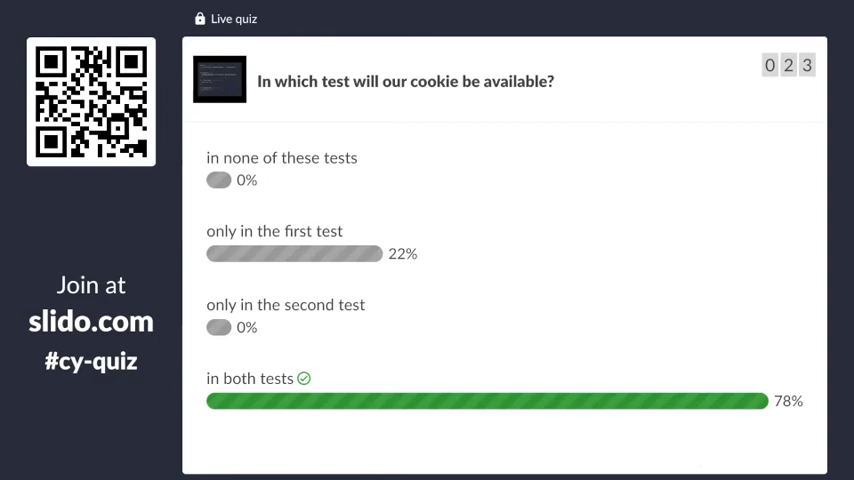 Live quiz
In which test will our cookie be available?
0 2 3
in none of these tests
0%
only in the first test
22%
only in the second test
0%
in both tests
78%
Join at
slido.com
#cy-quiz